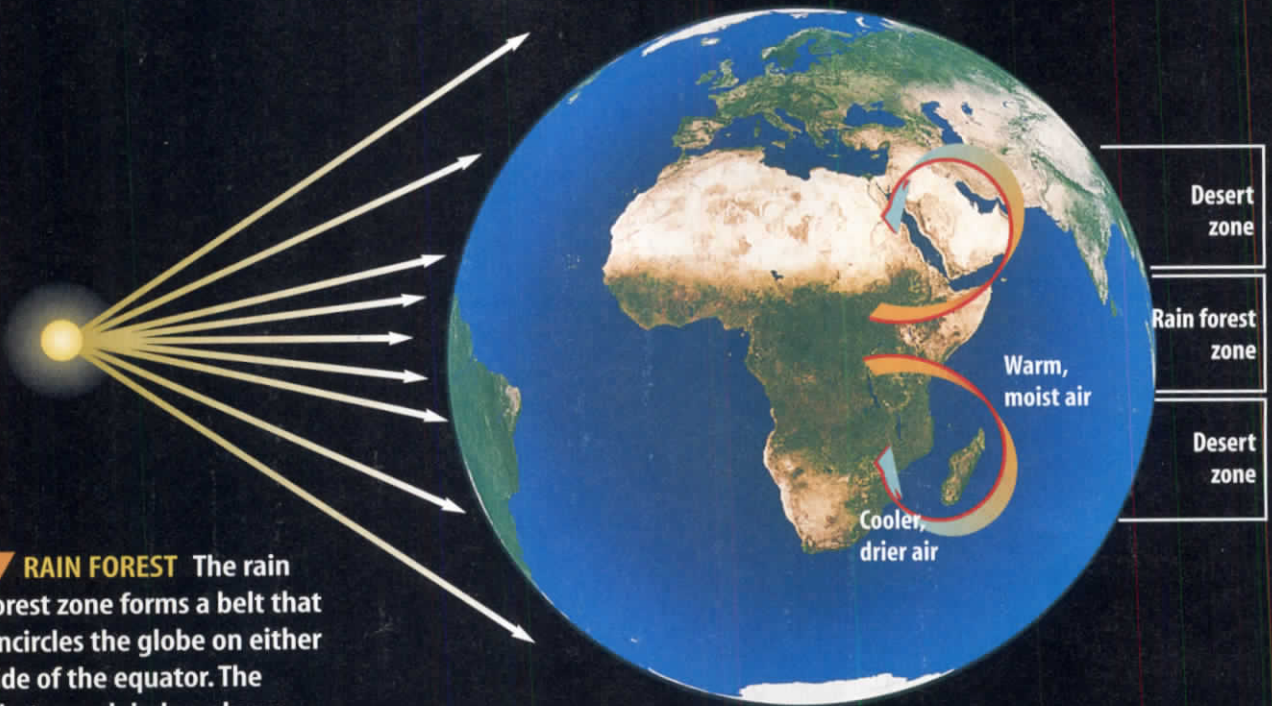 Desert
zone
Rain forest
zone
Warm,
moist air
Desert
zone
Cooler,
drier air
RAIN FOREST The rain
orest zone forms a belt that
ncircles the globe on either
de of the equator. The